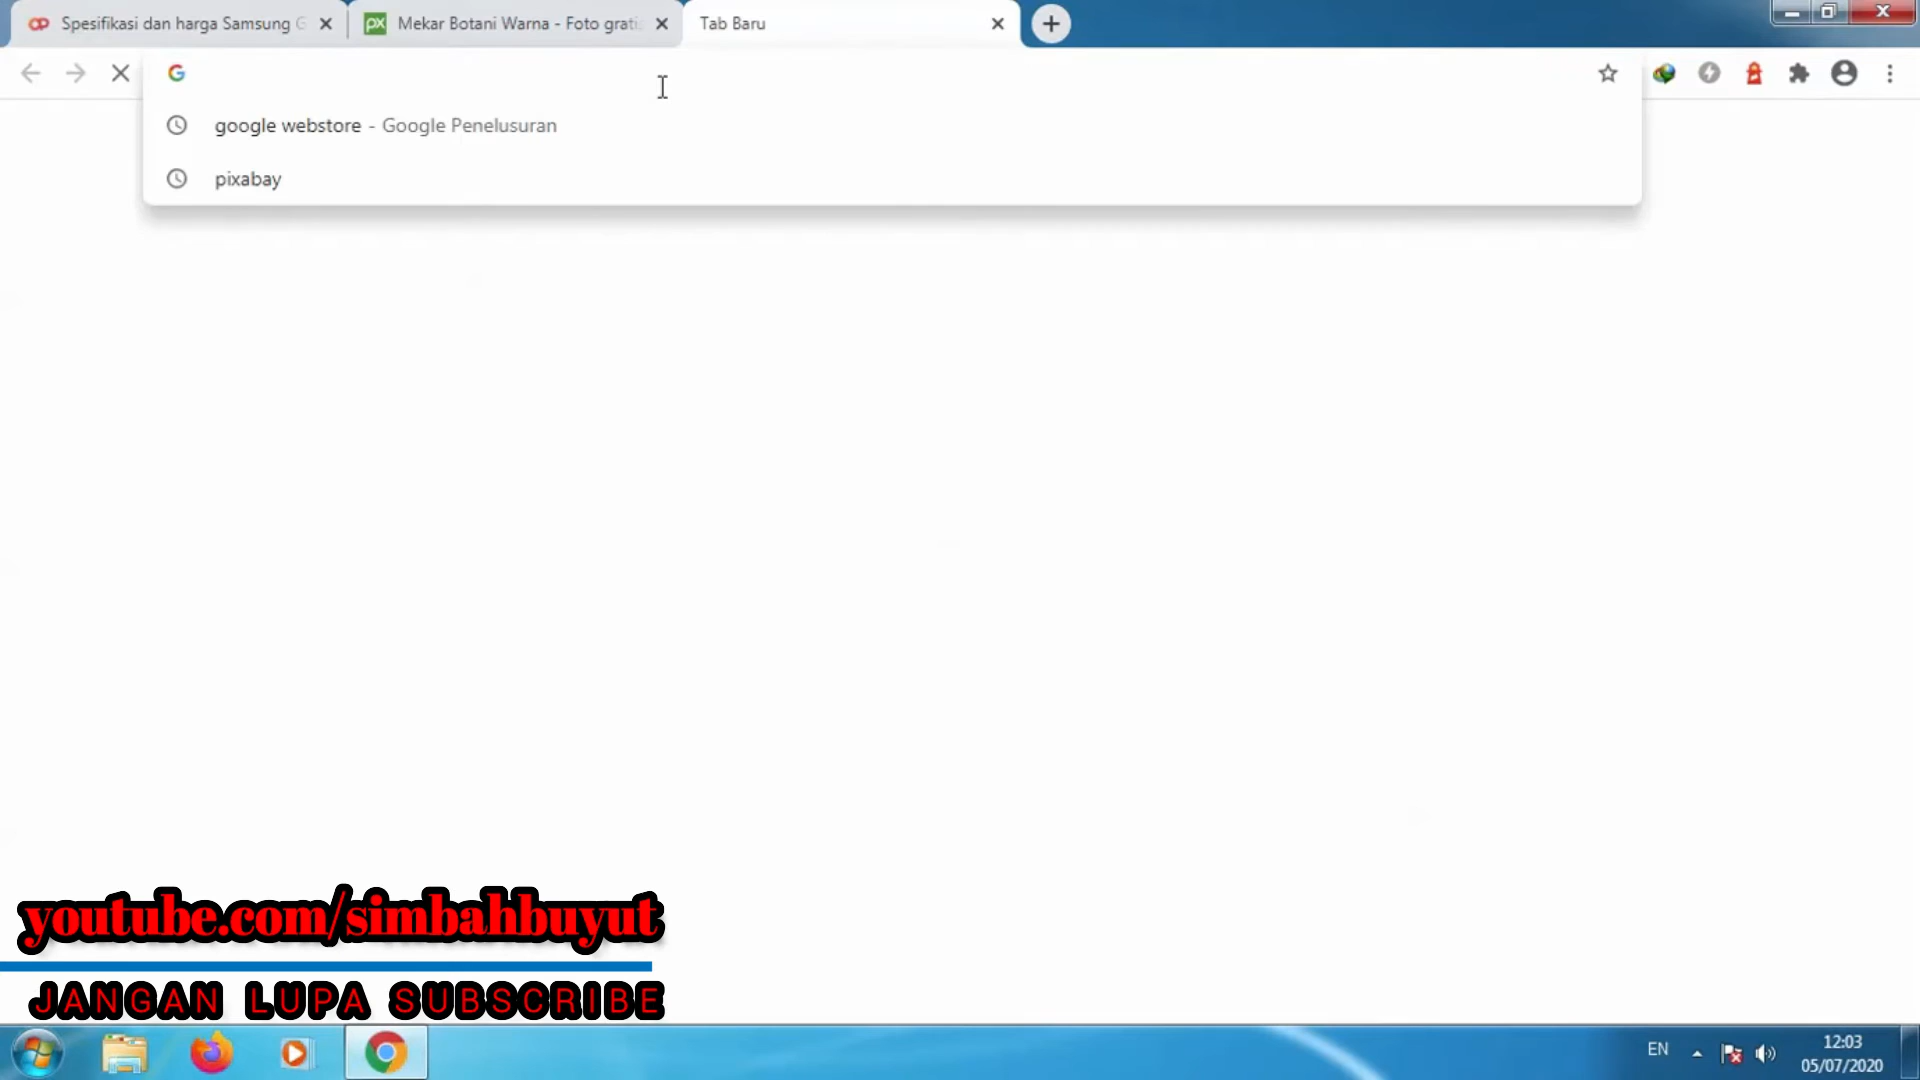 Spesifikasi dan harga Samsung G
Mekar Botani Warna - Foto grati
Tab Baru
google webstore - Google Penelusuran
pixabay
youtube.com/simbahbuyut
JANGAN LUPA SUBSCRIBE
EN
12:03
05/07/2020